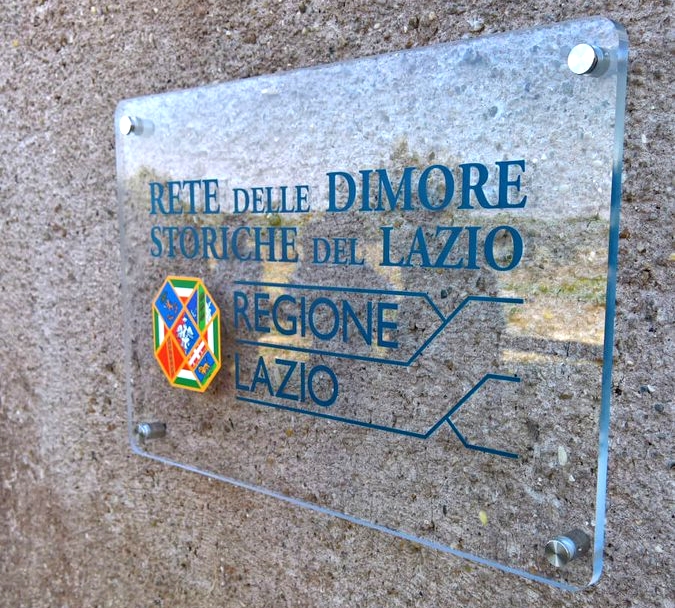 RETE DELLE DIMORE
STORICHE DEL LAZIO
REGIONE
LAZIO